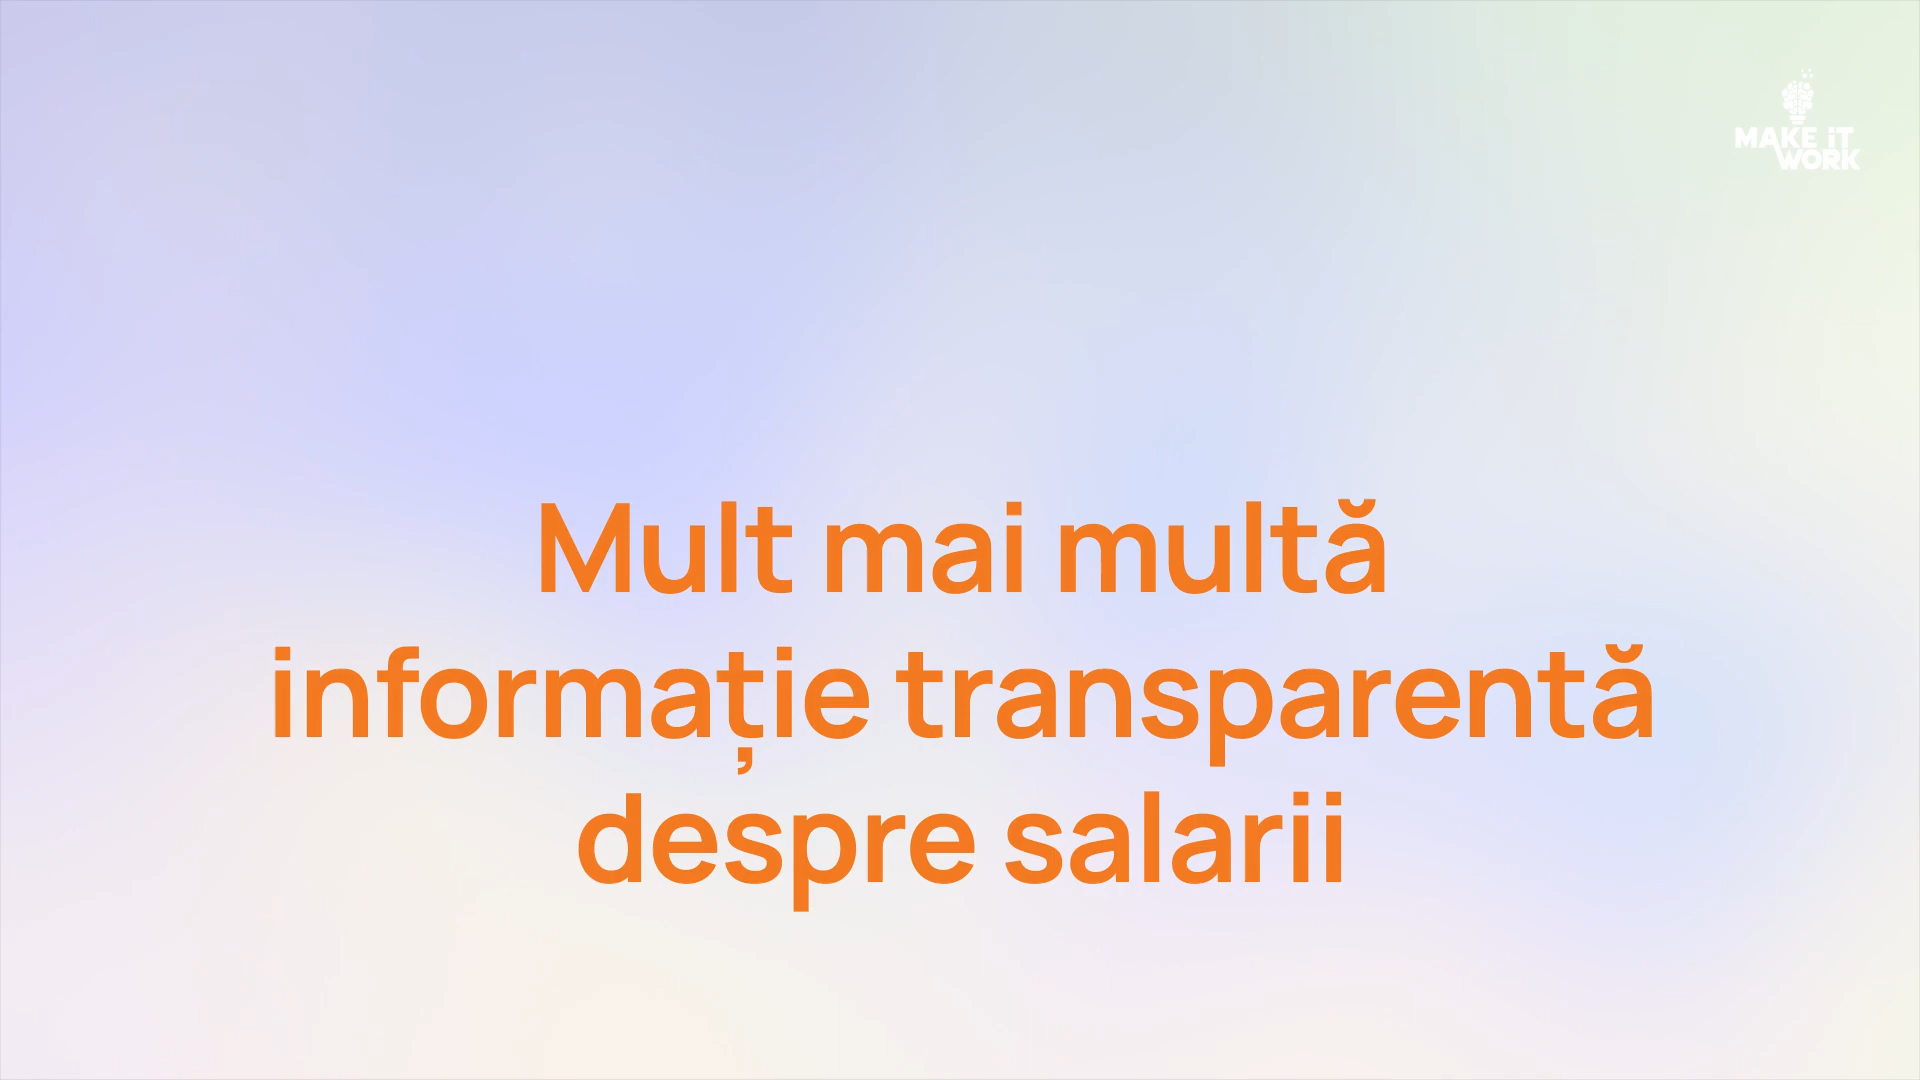 MAKE iT
WORK
Mult mai multă
informație transparentă
despre salarii